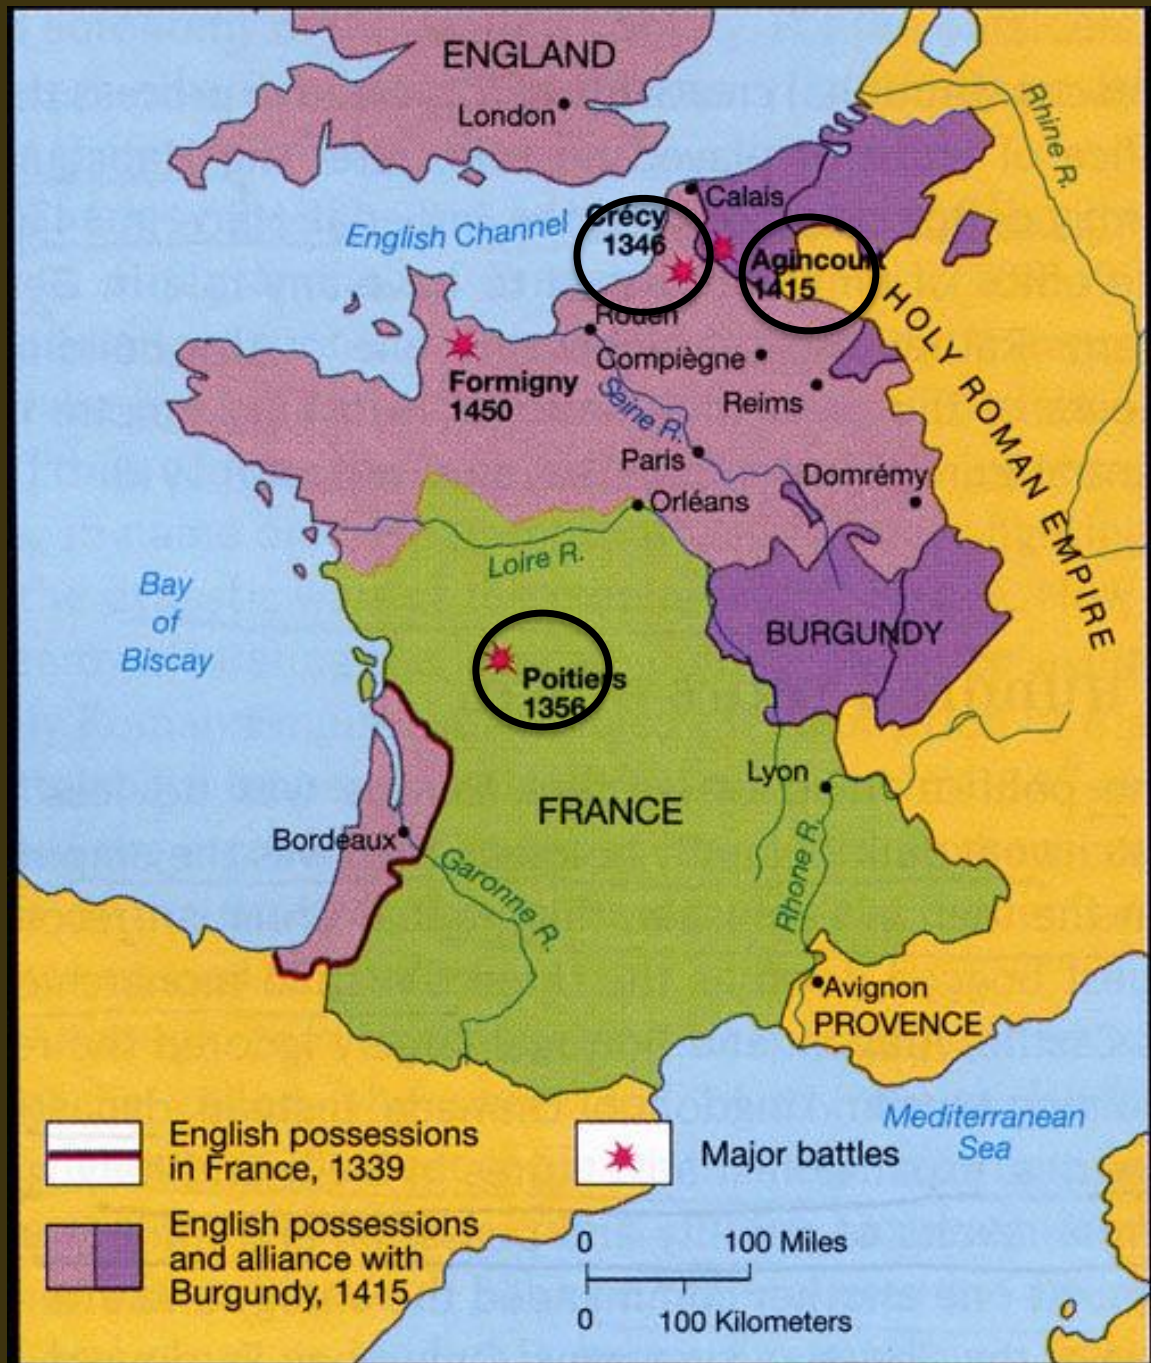 ENGLAND
London
Rhine R.
Calais
English Channel
Crécy
1346
Agincourt
1415
HOLY ROMAN EMPIRE
Rouen
Compiègne
Formigny
1450
Reims
Seine R.
Paris
Domrémy
Orléans
Loire R.
Bay
of
Biscay
BURGUNDY
Poitiers
1356
Lyon
FRANCE
Bordeaux
Garonne R.
Rhone R.
Avignon
PROVENCE
Mediterranean
Sea
English possessions
in France, 1339
Major battles
English possessions
and alliance with
Burgundy, 1415
0 100 Miles
0 100 Kilometers